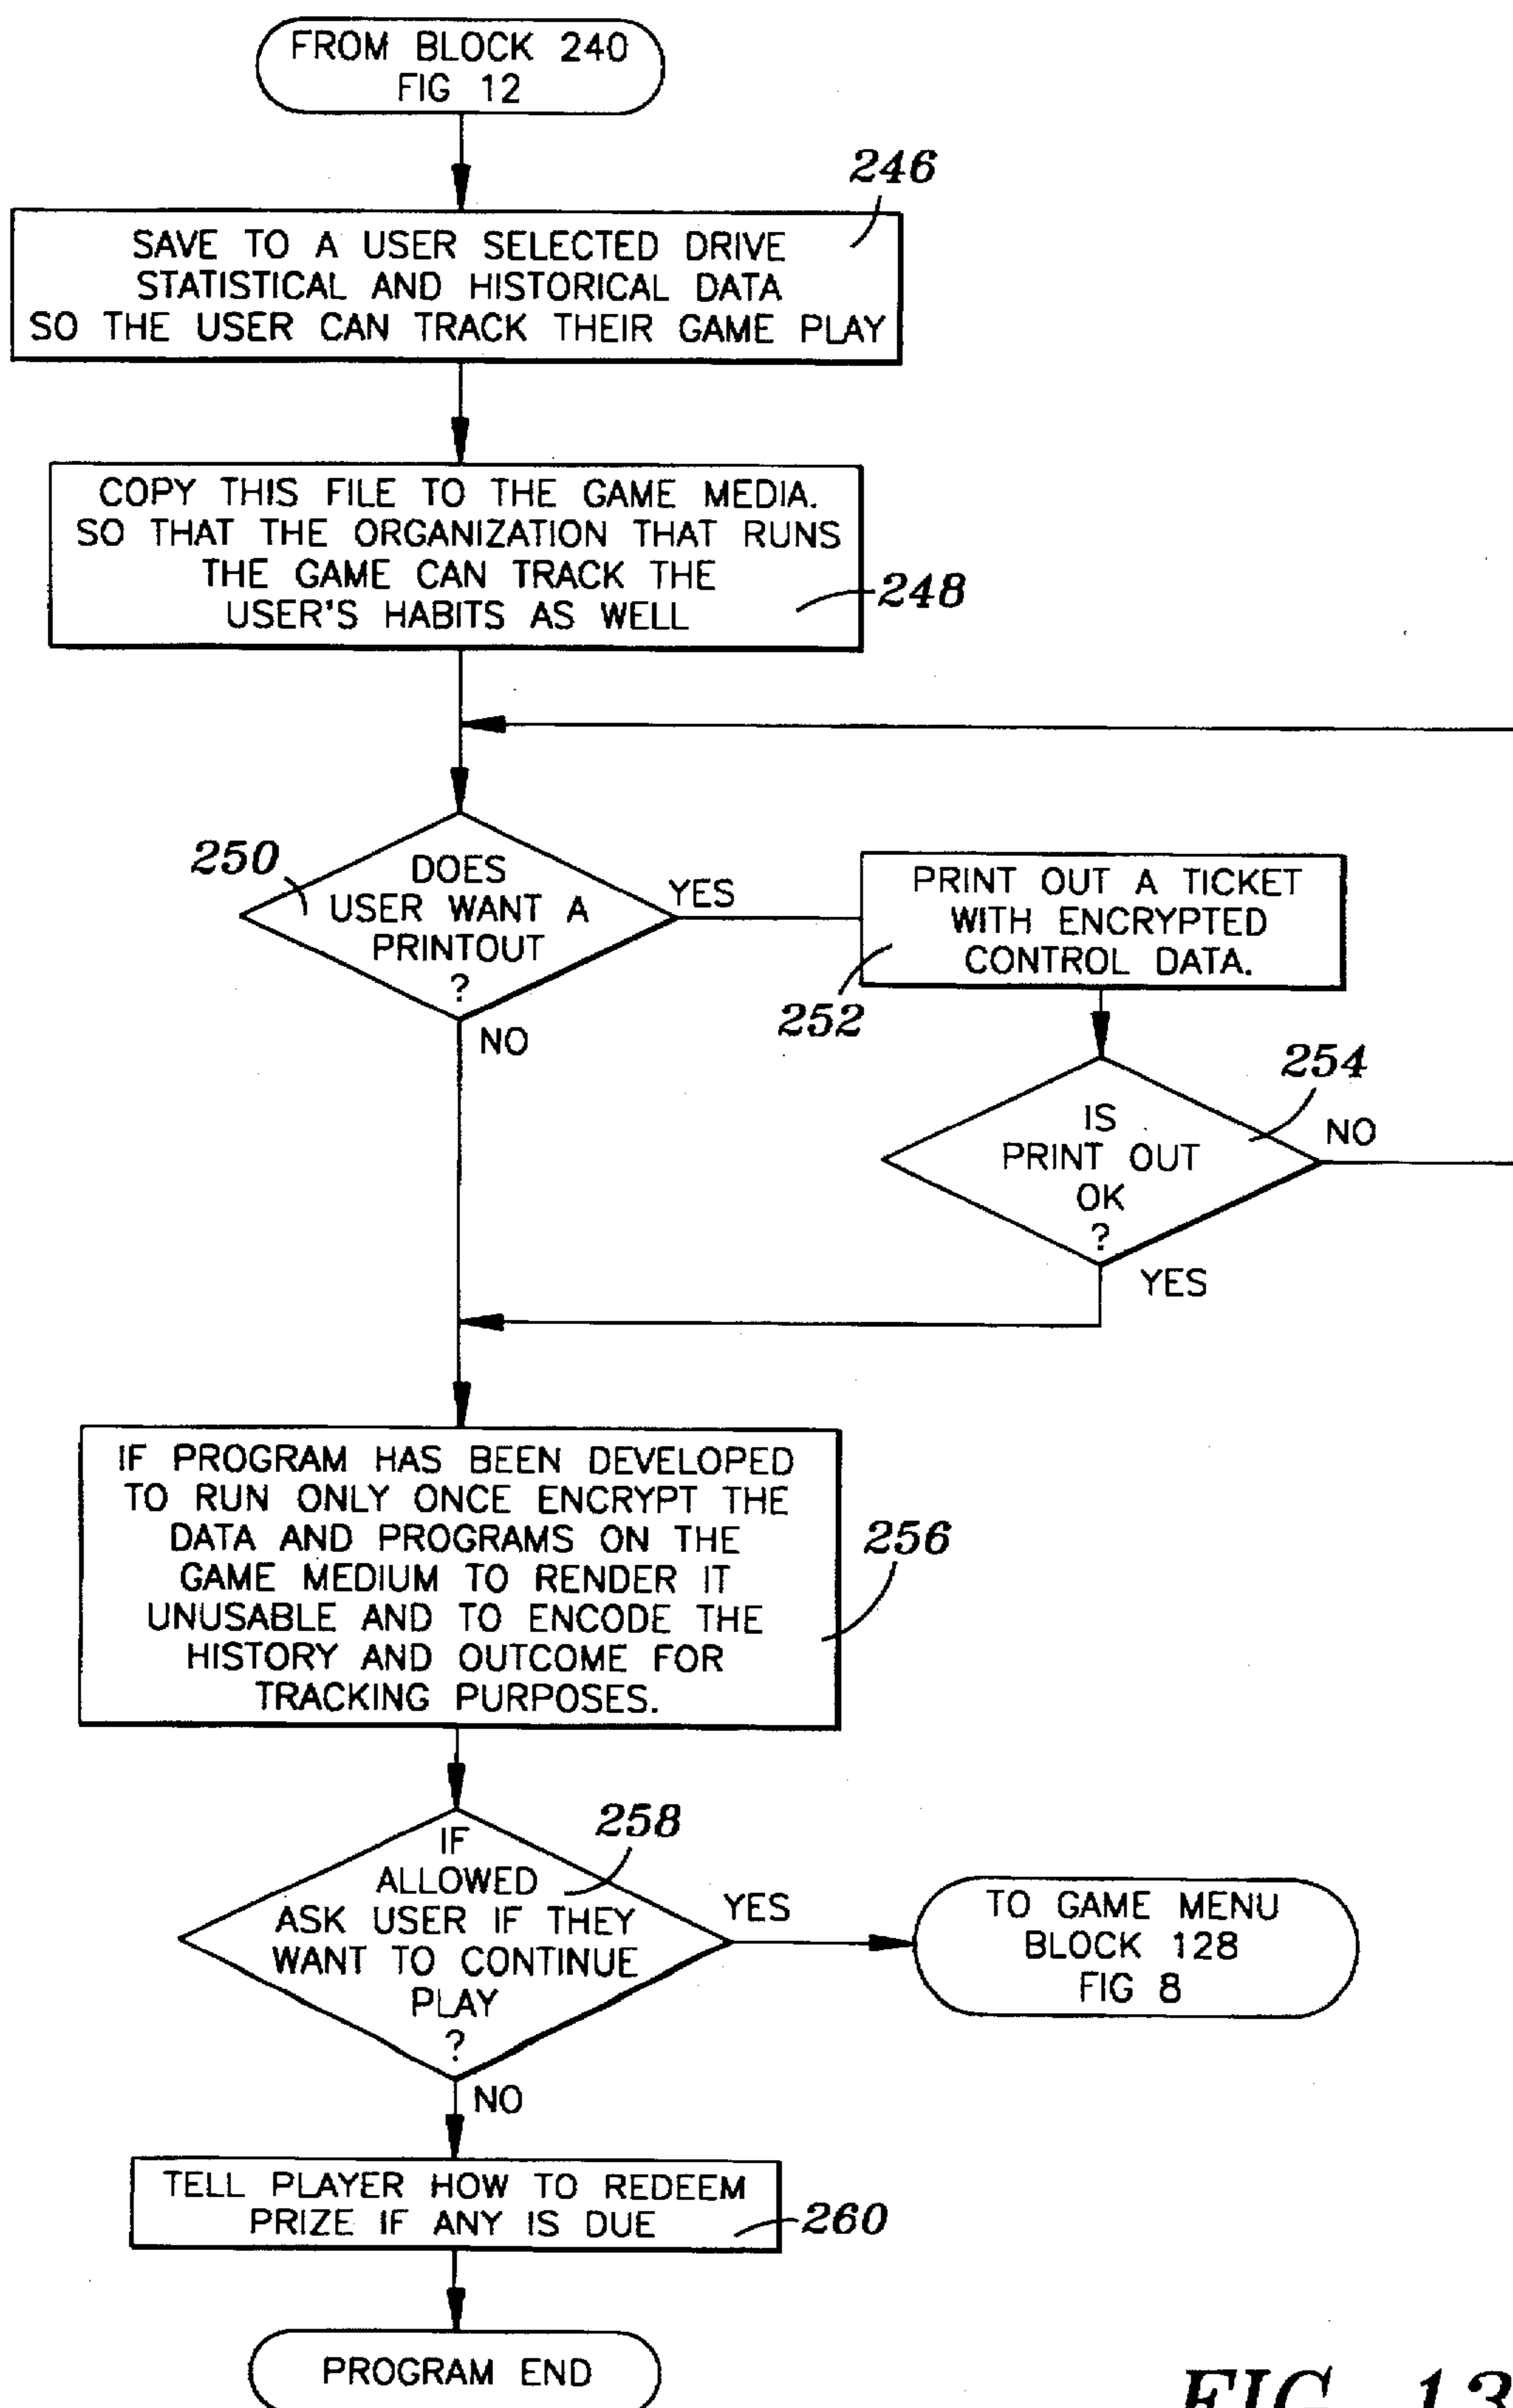 FROM BLOCK 240
FIG 12
246
SAVE TO A USER SELECTED DRIVE
STATISTICAL AND HISTORICAL DATA
SO THE USER CAN TRACK THEIR GAME PLAY
COPY THIS FILE TO THE GAME MEDIA.
SO THAT THE ORGANIZATION THAT RUNS
THE GAME CAN TRACK THE
USER'S HABITS AS WELL
248
250
DOES
USER WANT A
PRINTOUT
?
YES
NO
PRINT OUT A TICKET
WITH ENCRYPTED
CONTROL DATA.
252
254
IS
PRINT OUT
OK
?
NO
YES
IF PROGRAM HAS BEEN DEVELOPED
TO RUN ONLY ONCE ENCRYPT THE
DATA AND PROGRAMS ON THE
GAME MEDIUM TO RENDER IT
UNUSABLE AND TO ENCODE THE
HISTORY AND OUTCOME FOR
TRACKING PURPOSES.
256
258
IF
ALLOWED
ASK USER IF THEY
WANT TO CONTINUE
PLAY
?
YES
NO
TO GAME MENU
BLOCK 128
FIG 8
TELL PLAYER HOW TO REDEEM
PRIZE IF ANY IS DUE
260
PROGRAM END
FIG. 13